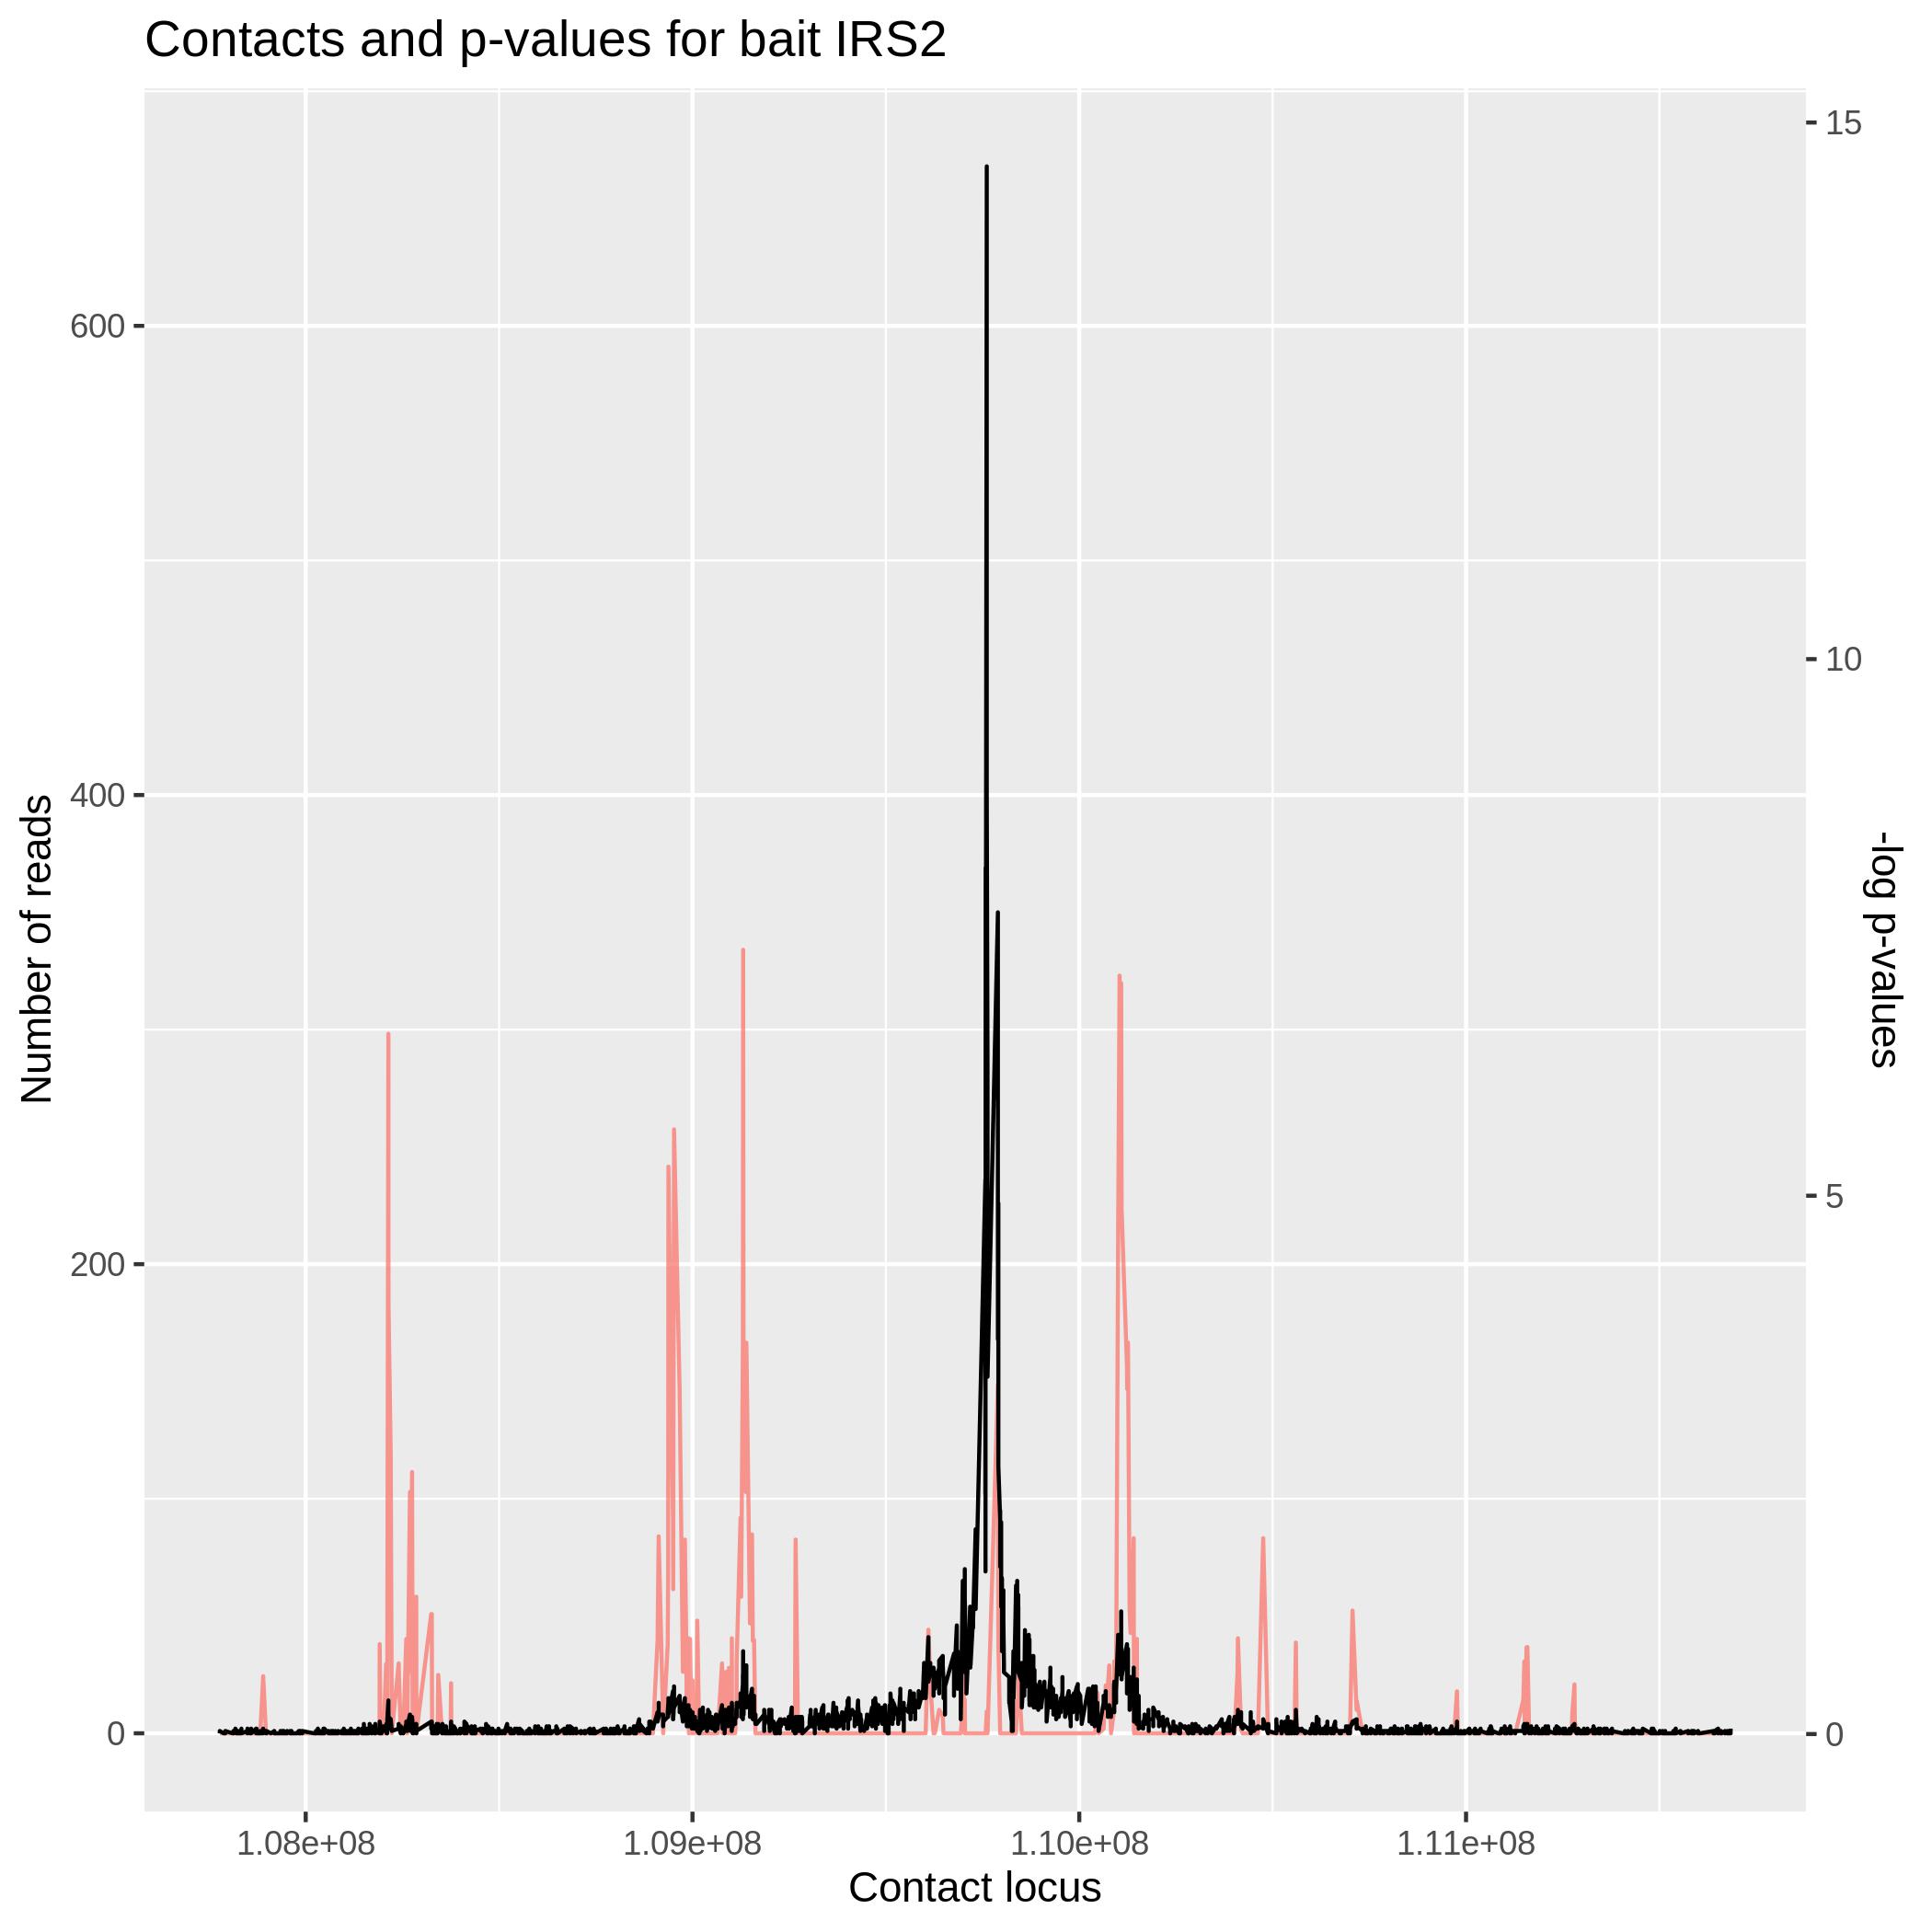 Contacts and p-values for bait IRS2
15
600
10
400
Number of reads
-log p-values
5
200
0
0
1.08e+08
1.09e+08
1.10e+08
1.11e+08
Contact locus